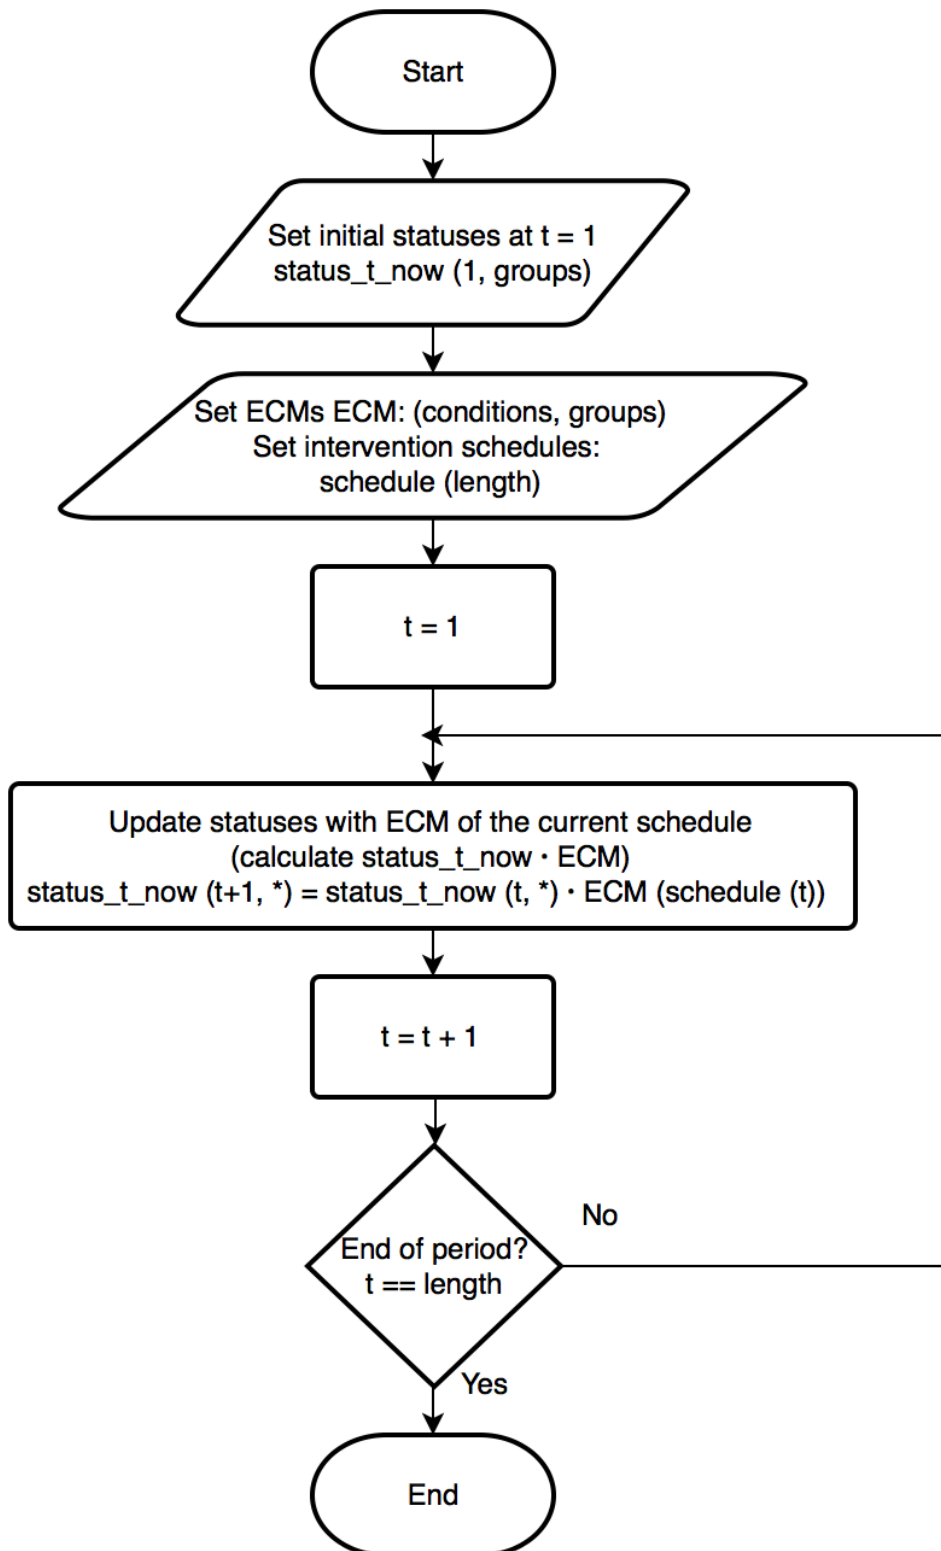 Start
Set initial statuses at t = 1
status_t_now (1, groups)
Set ECMs ECM: (conditions, groups)
Set intervention schedules:
schedule (length)
t = 1
Update statuses with ECM of the current schedule
(calculate status_t_now · ECM)
status_t_now (t+1, *) = status_t_now (t, *) · ECM (schedule (t))
t = t + 1
No
End of period?
t == length
Yes
End